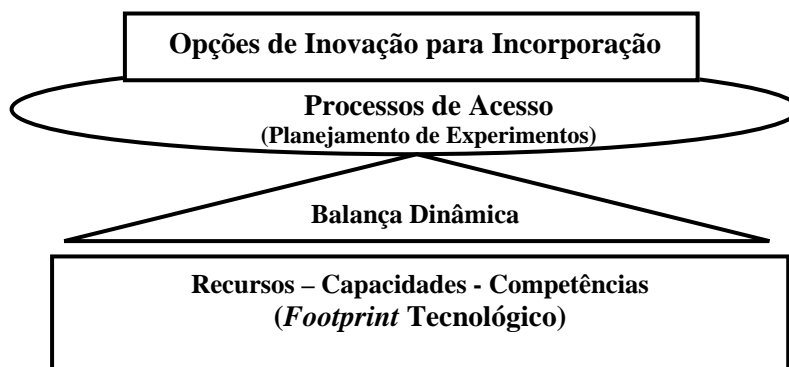 Opções de Inovação para Incorporação
Processos de Acesso
(Planejamento de Experimentos)
Balança Dinâmica
Recursos – Capacidades - Competências
(Footprint Tecnológico)